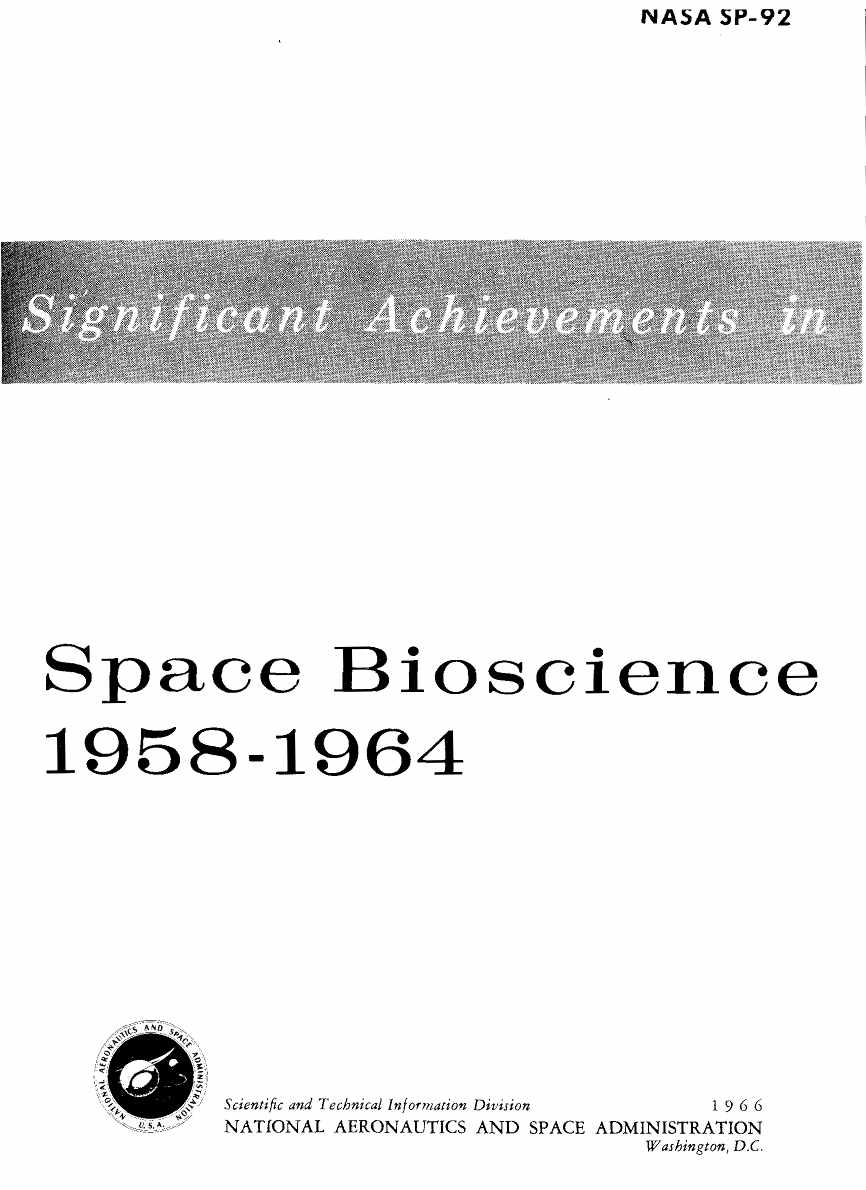 NASA SP-92
Significant Achievements in
Space Bioscience
1958-1964
NATIONAL AERONAUTICS AND SPACE ADMINISTRATION
U.S.A.
Scientific and Technical Information Division 1966
NATIONAL AERONAUTICS AND SPACE ADMINISTRATION
Washington, D.C.